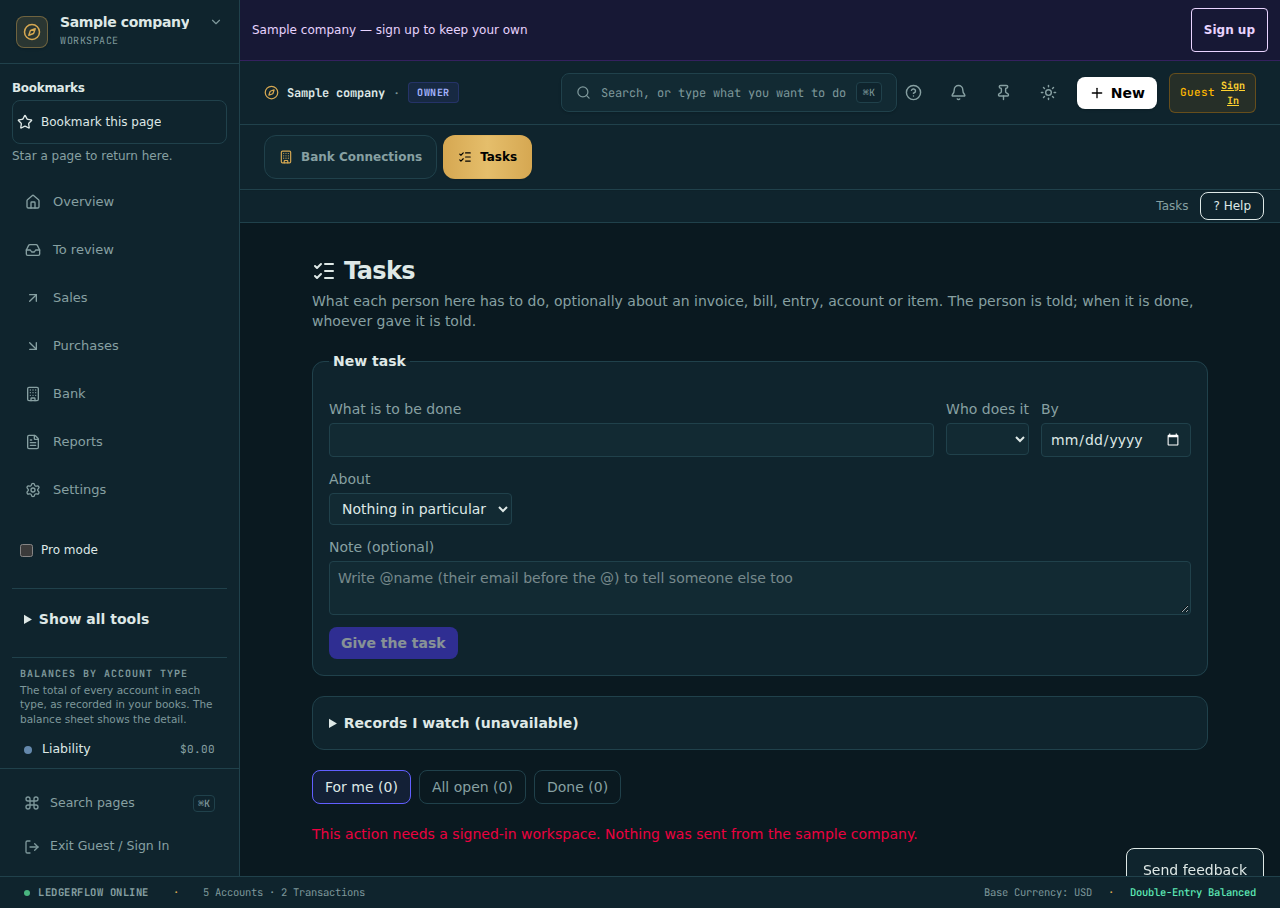 Sample company
WORKSPACE
Bookmarks
Bookmark this page
Star a page to return here.
Overview
To review
Sales
Purchases
Bank
Reports
Settings
Pro mode
Show all tools
BALANCES BY ACCOUNT TYPE
The total of every account in each
type, as recorded in your books. The
balance sheet shows the detail.
Liability $0.00
Search pages ⌘K
Exit Guest / Sign In
Sample company — sign up to keep your own
Sign up
Sample company · OWNER
Search, or type what you want to do ⌘K
New
Guest Sign In
Bank Connections
Tasks
Tasks
? Help
Tasks
What each person here has to do, optionally about an invoice, bill, entry, account or item. The person is told; when it is done,
whoever gave it is told.
New task
What is to be done
Who does it
By
mm/dd/yyyy
About
Nothing in particular
Note (optional)
Write @name (their email before the @) to tell someone else too
Give the task
Records I watch (unavailable)
For me (0)
All open (0)
Done (0)
This action needs a signed-in workspace. Nothing was sent from the sample company.
Send feedback
LEDGERFLOW ONLINE · 5 Accounts · 2 Transactions
Base Currency: USD · Double-Entry Balanced